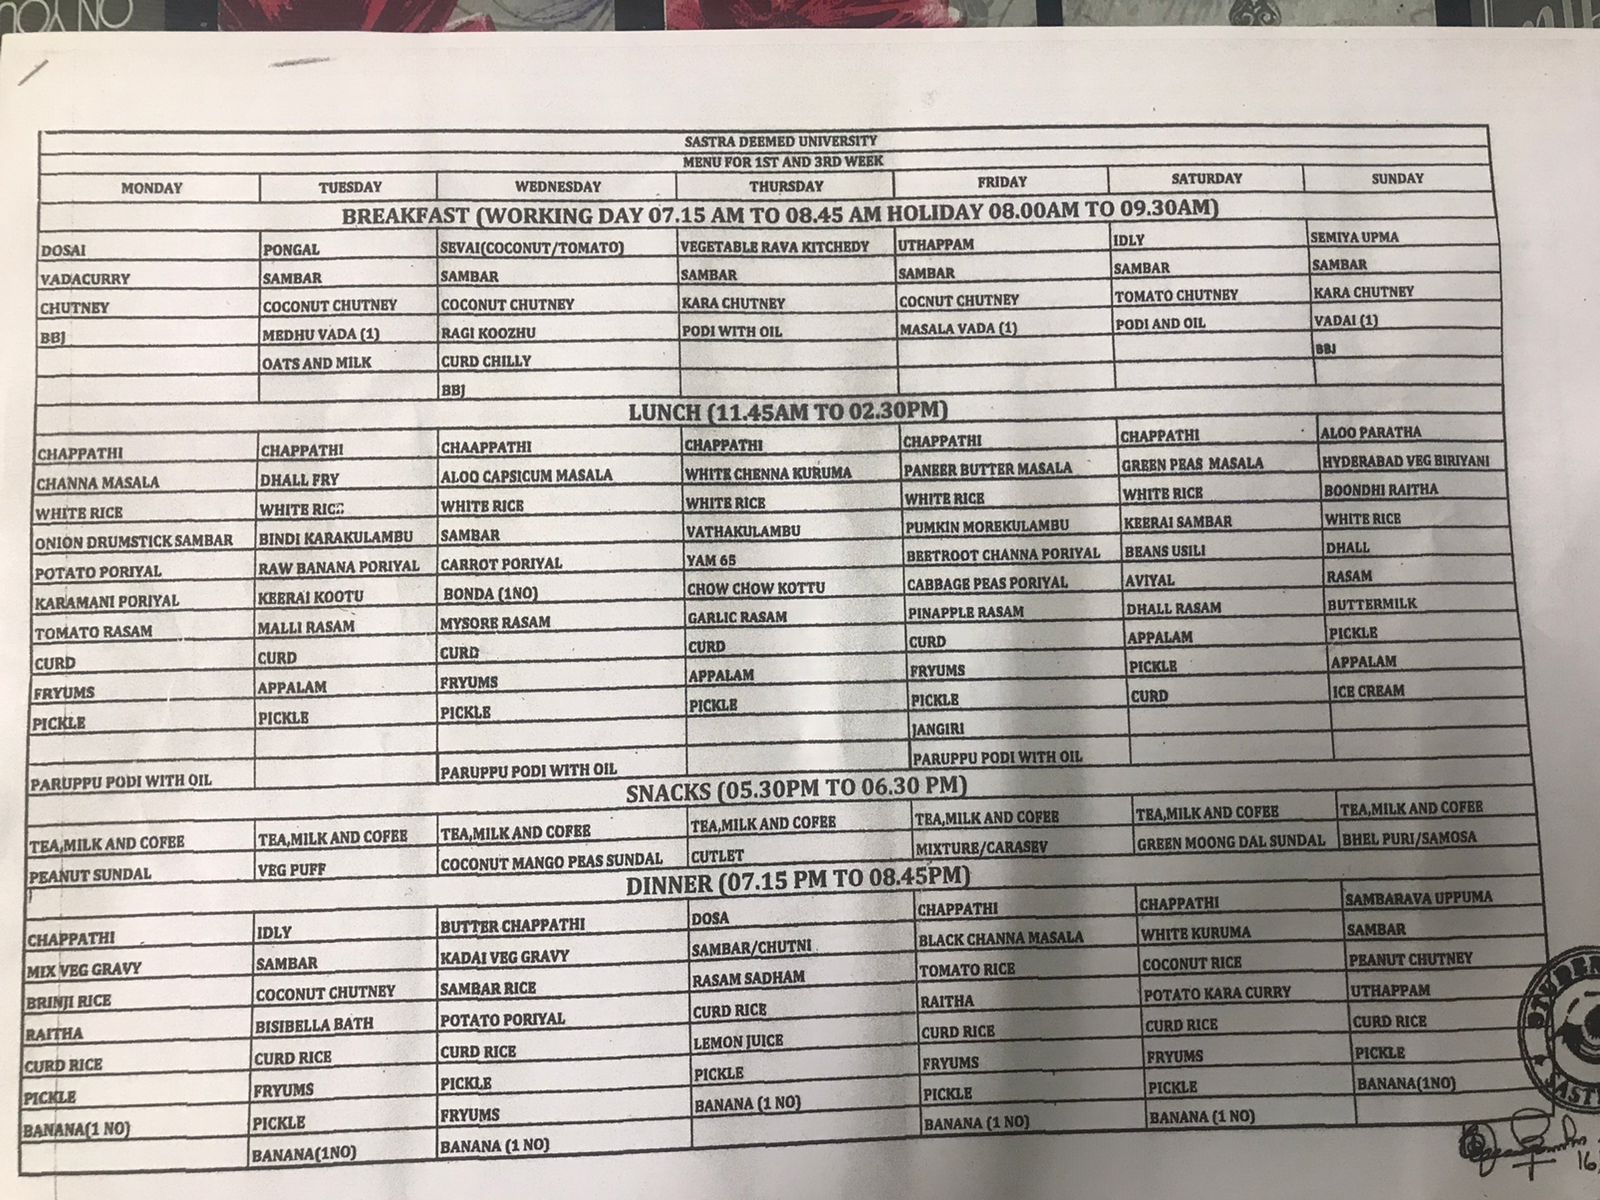 SASTRA DEEMED UNIVERSITY
MENU FOR 1ST AND 3RD WEEK
MONDAY TUESDAY WEDNESDAY THURSDAY FRIDAY SATURDAY SUNDAY
BREAKFAST (WORKING DAY 07.15 AM TO 08.45 AM HOLIDAY 08.00AM TO 09.30AM)
DOSAI PONGAL SEVAI(COCONUT/TOMATO) VEGETABLE RAVA KITCHEDY UTHAPPAM IDLY SEMIYA UPMA
VADACURRY SAMBAR SAMBAR SAMBAR SAMBAR SAMBAR SAMBAR
CHUTNEY COCONUT CHUTNEY COCONUT CHUTNEY KARA CHUTNEY COCNUT CHUTNEY TOMATO CHUTNEY KARA CHUTNEY
BBJ MEDHU VADA (1) RAGI KOOZHU PODI WITH OIL MASALA VADA (1) PODI AND OIL VADAI (1)
OATS AND MILK CURD CHILLY BBJ
BBJ
LUNCH (11.45AM TO 02.30PM)
CHAPPATHI CHAPPATHI CHAAPPATHI CHAPPATHI CHAPPATHI CHAPPATHI ALOO PARATHA
CHANNA MASALA DHALL FRY ALOO CAPSICUM MASALA WHITE CHENNA KURUMA PANEER BUTTER MASALA GREEN PEAS MASALA HYDERABAD VEG BIRIYANI
WHITE RICE WHITE RICE WHITE RICE WHITE RICE WHITE RICE WHITE RICE BOONDHI RAITHA
ONION DRUMSTICK SAMBAR BINDI KARAKULAMBU SAMBAR VATHAKULAMBU PUMKIN MOREKULAMBU KEERAI SAMBAR WHITE RICE
POTATO PORIYAL RAW BANANA PORIYAL CARROT PORIYAL YAM 65 BEETROOT CHANNA PORIYAL BEANS USILI DHALL
KARAMANI PORIYAL KEERAI KOOTU BONDA (1NO) CHOW CHOW KOTTU CABBAGE PEAS PORIYAL AVIYAL RASAM
TOMATO RASAM MALLI RASAM MYSORE RASAM GARLIC RASAM PINAPPLE RASAM DHALL RASAM BUTTERMILK
CURD CURD CURD CURD CURD APPALAM PICKLE
FRYUMS APPALAM FRYUMS APPALAM FRYUMS PICKLE APPALAM
PICKLE PICKLE PICKLE PICKLE PICKLE CURD ICE CREAM
JANGIRI
PARUPPU PODI WITH OIL PARUPPU PODI WITH OIL PARUPPU PODI WITH OIL
SNACKS (05.30PM TO 06.30 PM)
TEA,MILK AND COFEE TEA,MILK AND COFEE TEA,MILK AND COFEE TEA,MILK AND COFEE TEA,MILK AND COFEE TEA,MILK AND COFEE TEA,MILK AND COFEE
PEANUT SUNDAL VEG PUFF COCONUT MANGO PEAS SUNDAL CUTLET MIXTURE/CARASEV GREEN MOONG DAL SUNDAL BHEL PURI/SAMOSA
DINNER (07.15 PM TO 08.45PM)
CHAPPATHI IDLY BUTTER CHAPPATHI DOSA CHAPPATHI CHAPPATHI SAMBARAVA UPPUMA
MIX VEG GRAVY SAMBAR KADAI VEG GRAVY SAMBAR/CHUTNI BLACK CHANNA MASALA WHITE KURUMA SAMBAR
BRINJI RICE COCONUT CHUTNEY SAMBAR RICE RASAM SADHAM TOMATO RICE COCONUT RICE PEANUT CHUTNEY
RAITHA BISIBELLA BATH POTATO PORIYAL CURD RICE RAITHA POTATO KARA CURRY UTHAPPAM
CURD RICE CURD RICE CURD RICE LEMON JUICE CURD RICE CURD RICE CURD RICE
PICKLE FRYUMS PICKLE PICKLE FRYUMS FRYUMS PICKLE
BANANA(1 NO) PICKLE FRYUMS BANANA (1 NO) PICKLE PICKLE BANANA(1NO)
BANANA(1NO) BANANA (1 NO) BANANA (1 NO) BANANA (1 NO)